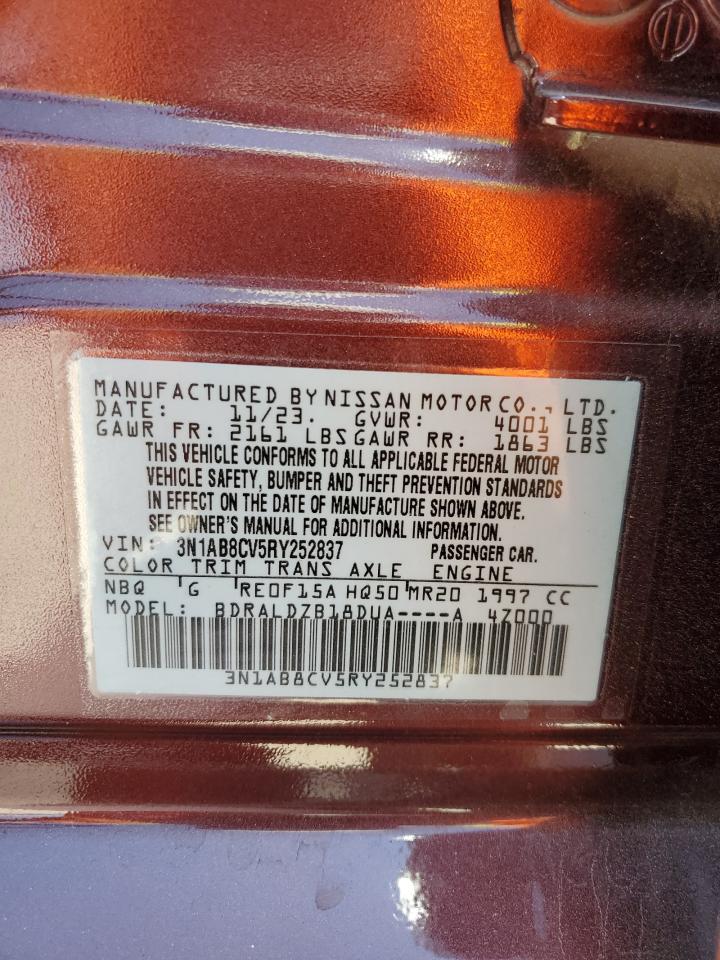 MANUFACTURED BY NISSAN MOTOR CO., LTD.
DATE: 11/23. GVWR: 4001 LBS
GAWR FR: 2161 LBS GAWR RR: 1863 LBS
THIS VEHICLE CONFORMS TO ALL APPLICABLE FEDERAL MOTOR
VEHICLE SAFETY, BUMPER AND THEFT PREVENTION STANDARDS
IN EFFECT ON THE DATE OF MANUFACTURE SHOWN ABOVE.
SEE OWNER'S MANUAL FOR ADDITIONAL INFORMATION.
VIN: 3N1AB8CV5RY252837 PASSENGER CAR.
COLOR TRIM TRANS AXLE ENGINE
NBQ G RE0F15A HQ50 MR20 1997 CC
MODEL: BDRALDZB18DUA----A 4Z000
3N1AB8CV5RY252837